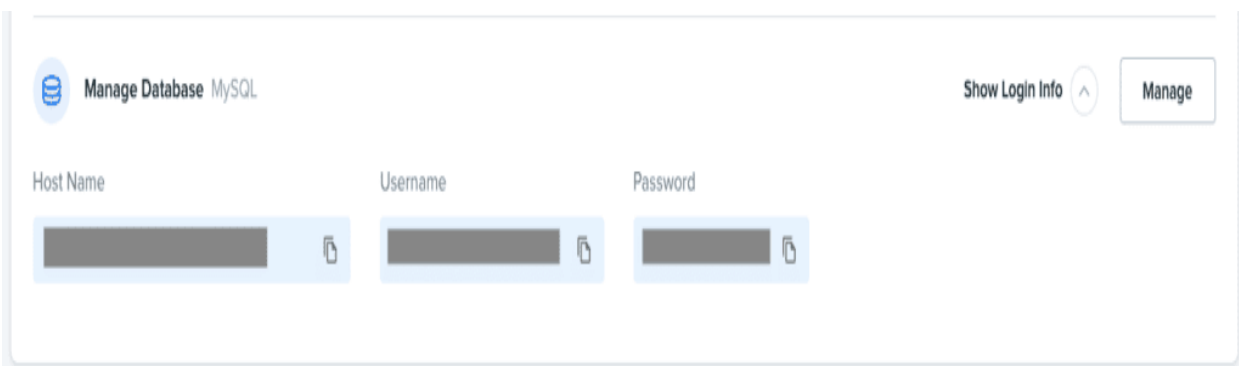 Manage Database MySQL
Show Login Info
Manage
Host Name
Username
Password